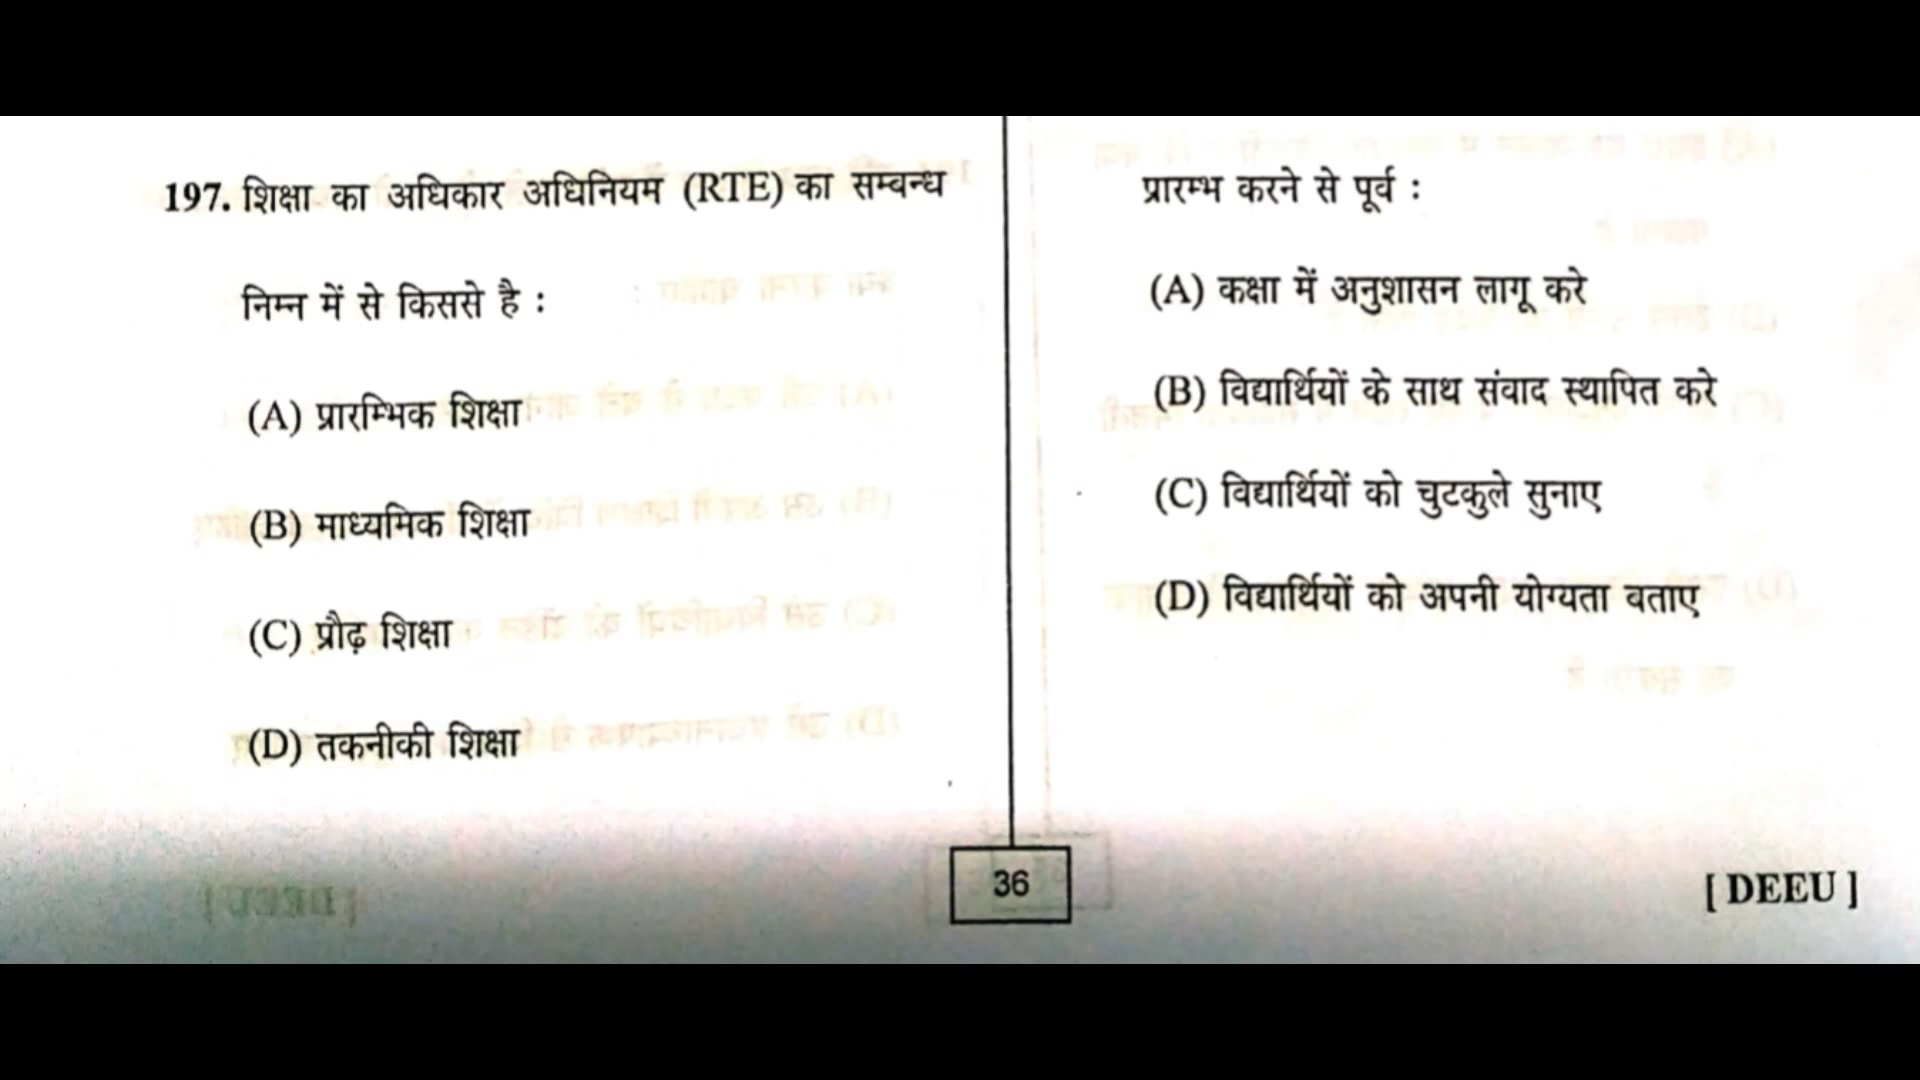 197. शिक्षा का अधिकार अधिनियम (RTE) का सम्बन्ध
निम्न में से किससे है :
(A) प्रारम्भिक शिक्षा
(B) माध्यमिक शिक्षा
(C) प्रौढ़ शिक्षा
(D) तकनीकी शिक्षा
प्रारम्भ करने से पूर्व :
(A) कक्षा में अनुशासन लागू करे
(B) विद्यार्थियों के साथ संवाद स्थापित करे
(C) विद्यार्थियों को चुटकुले सुनाए
(D) विद्यार्थियों को अपनी योग्यता बताए
36
[ DEEU ]